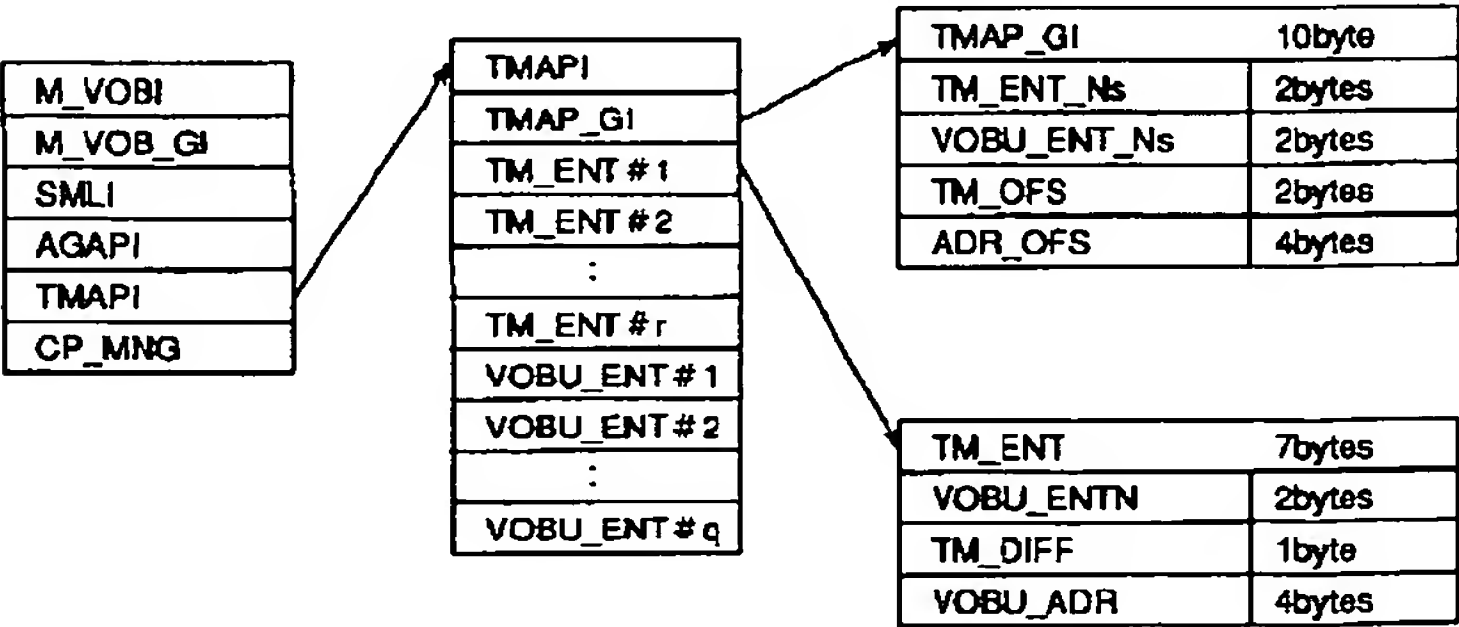 M_VOBI
M_VOB_GI
SMLI
AGAPI
TMAPI
CP_MNG
TMAPI
TMAP_GI
TM_ENT#1
TM_ENT#2
:
TM_ENT#r
VOBU_ENT#1
VOBU_ENT#2
:
VOBU_ENT#q
TMAP_GI 10byte
TM_ENT_Ns 2bytes
VOBU_ENT_Ns 2bytes
TM_OFS 2bytes
ADR_OFS 4bytes
TM_ENT 7bytes
VOBU_ENTN 2bytes
TM_DIFF 1byte
VOBU_ADR 4bytes